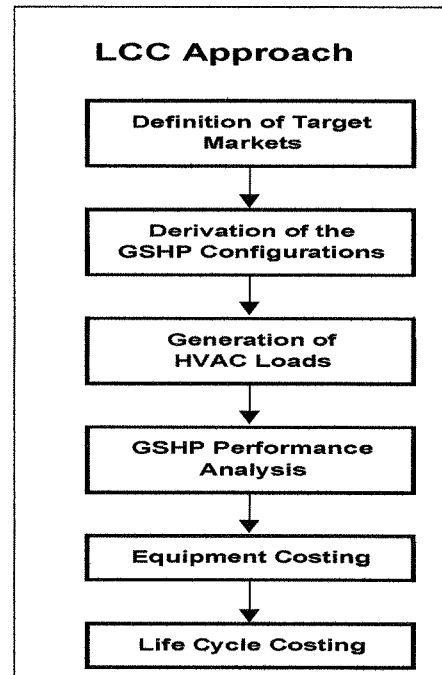 LCC Approach
Definition of Target
Markets
Derivation of the
GSHP Configurations
Generation of
HVAC Loads
GSHP Performance
Analysis
Equipment Costing
Life Cycle Costing